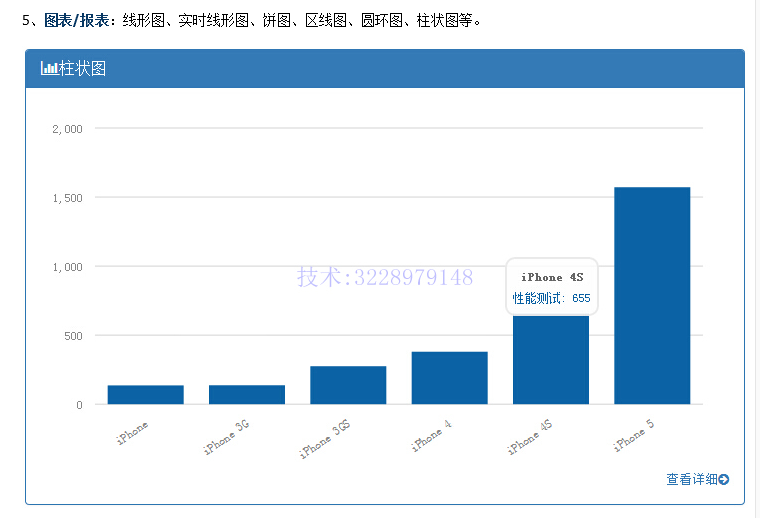 5、图表/报表：线形图、实时线形图、饼图、区线图、圆环图、柱状图等。
柱状图
2,000
1,500
1,000
技术:3228979148
iPhone 4S
性能测试: 655
500
0
iPhone
iPhone 3G
iPhone 3GS
iPhone 4
iPhone 4S
iPhone 5
查看详细